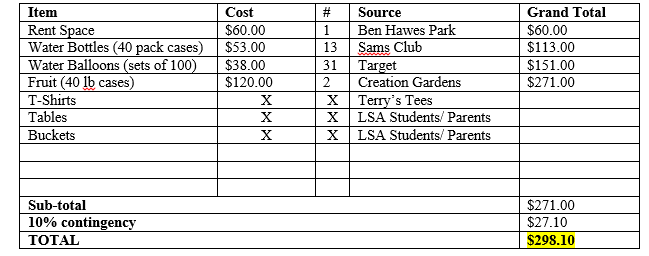 Item Cost # Source Grand Total
Rent Space $60.00 1 Ben Hawes Park $60.00
Water Bottles (40 pack cases) $53.00 13 Sams Club $113.00
Water Balloons (sets of 100) $38.00 31 Target $151.00
Fruit (40 lb cases) $120.00 2 Creation Gardens $271.00
T-Shirts X X Terry's Tees
Tables X X LSA Students/ Parents
Buckets X X LSA Students/ Parents
Sub-total $271.00
10% contingency $27.10
TOTAL $298.10